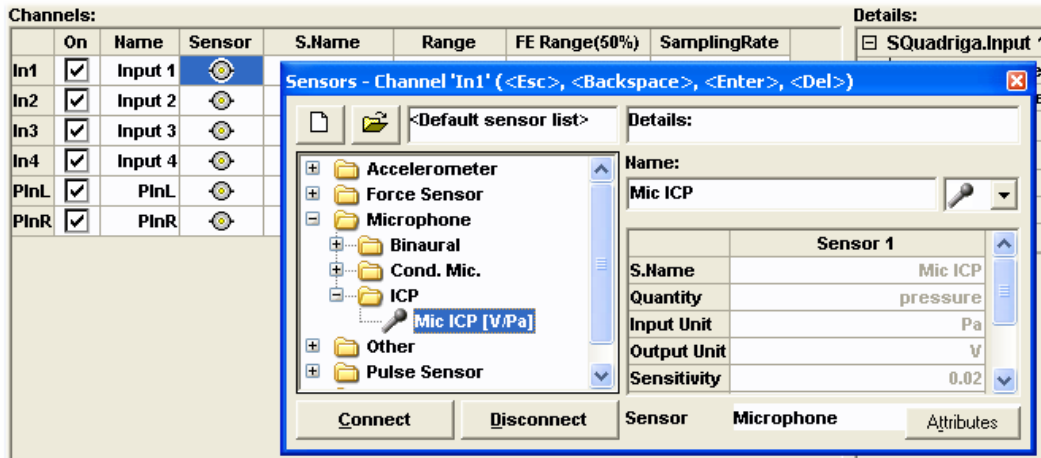 Channels:
Details:
On Name Sensor S.Name Range FE Range(50%) SamplingRate
SQuadriga.Input
In1 Input 1
In2 Input 2
In3 Input 3
In4 Input 4
PInL PInL
PInR PInR
Sensors - Channel 'In1' (<Esc>, <Backspace>, <Enter>, <Del>)
<Default sensor list>
Details:
Accelerometer
Force Sensor
Microphone
Binaural
Cond. Mic.
ICP
Mic ICP [V/Pa]
Other
Pulse Sensor
Connect
Disconnect
Name:
Mic ICP
Sensor 1
S.Name Mic ICP
Quantity pressure
Input Unit Pa
Output Unit V
Sensitivity 0.02
Sensor Microphone
Attributes